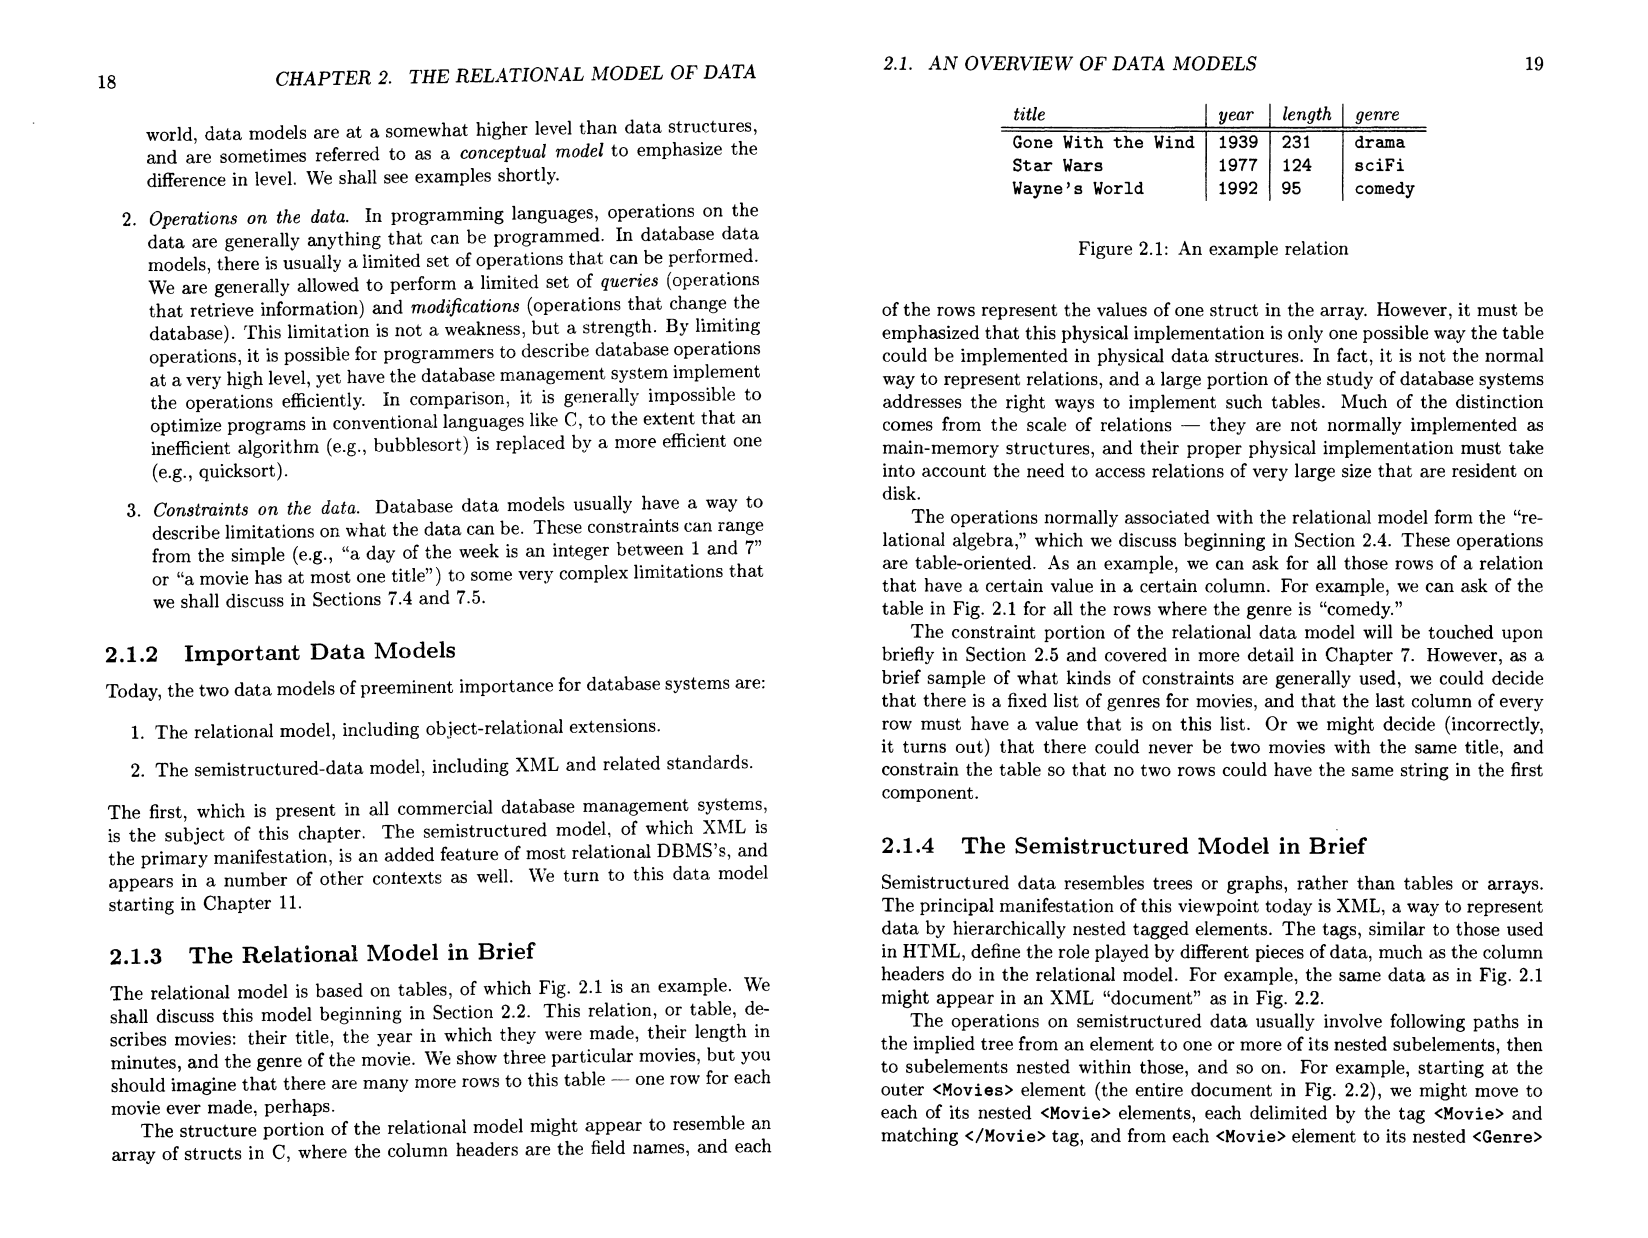 18 CHAPTER 2. THE RELATIONAL MODEL OF DATA
world, data models are at a somewhat higher level than data structures,
and are sometimes referred to as a conceptual model to emphasize the
difference in level. We shall see examples shortly.
2. Operations on the data. In programming languages, operations on the
data are generally anything that can be programmed. In database data
models, there is usually a limited set of operations that can be performed.
We are generally allowed to perform a limited set of queries (operations
that retrieve information) and modifications (operations that change the
database). This limitation is not a weakness, but a strength. By limiting
operations, it is possible for programmers to describe database operations
at a very high level, yet have the database management system implement
the operations efficiently. In comparison, it is generally impossible to
optimize programs in conventional languages like C, to the extent that an
inefficient algorithm (e.g., bubblesort) is replaced by a more efficient one
(e.g., quicksort).
3. Constraints on the data. Database data models usually have a way to
describe limitations on what the data can be. These constraints can range
from the simple (e.g., “a day of the week is an integer between 1 and 7”
or “a movie has at most one title”) to some very complex limitations that
we shall discuss in Sections 7.4 and 7.5.
2.1.2 Important Data Models
Today, the two data models of preeminent importance for database systems are:
1. The relational model, including object-relational extensions.
2. The semistructured-data model, including XML and related standards.
The first, which is present in all commercial database management systems,
is the subject of this chapter. The semistructured model, of which XML is
the primary manifestation, is an added feature of most relational DBMS's, and
appears in a number of other contexts as well. We turn to this data model
starting in Chapter 11.
2.1.3 The Relational Model in Brief
The relational model is based on tables, of which Fig. 2.1 is an example. We
shall discuss this model beginning in Section 2.2. This relation, or table, de-
scribes movies: their title, the year in which they were made, their length in
minutes, and the genre of the movie. We show three particular movies, but you
should imagine that there are many more rows to this table — one row for each
movie ever made, perhaps.
The structure portion of the relational model might appear to resemble an
array of structs in C, where the column headers are the field names, and each
2.1. AN OVERVIEW OF DATA MODELS 19
title year length genre
Gone With the Wind 1939 231 drama
Star Wars 1977 124 sciFi
Wayne's World 1992 95 comedy
Figure 2.1: An example relation
of the rows represent the values of one struct in the array. However, it must be
emphasized that this physical implementation is only one possible way the table
could be implemented in physical data structures. In fact, it is not the normal
way to represent relations, and a large portion of the study of database systems
addresses the right ways to implement such tables. Much of the distinction
comes from the scale of relations — they are not normally implemented as
main-memory structures, and their proper physical implementation must take
into account the need to access relations of very large size that are resident on
disk.
The operations normally associated with the relational model form the “re-
lational algebra,” which we discuss beginning in Section 2.4. These operations
are table-oriented. As an example, we can ask for all those rows of a relation
that have a certain value in a certain column. For example, we can ask of the
table in Fig. 2.1 for all the rows where the genre is “comedy.”
The constraint portion of the relational data model will be touched upon
briefly in Section 2.5 and covered in more detail in Chapter 7. However, as a
brief sample of what kinds of constraints are generally used, we could decide
that there is a fixed list of genres for movies, and that the last column of every
row must have a value that is on this list. Or we might decide (incorrectly,
it turns out) that there could never be two movies with the same title, and
constrain the table so that no two rows could have the same string in the first
component.
2.1.4 The Semistructured Model in Brief
Semistructured data resembles trees or graphs, rather than tables or arrays.
The principal manifestation of this viewpoint today is XML, a way to represent
data by hierarchically nested tagged elements. The tags, similar to those used
in HTML, define the role played by different pieces of data, much as the column
headers do in the relational model. For example, the same data as in Fig. 2.1
might appear in an XML “document” as in Fig. 2.2.
The operations on semistructured data usually involve following paths in
the implied tree from an element to one or more of its nested subelements, then
to subelements nested within those, and so on. For example, starting at the
outer <Movies> element (the entire document in Fig. 2.2), we might move to
each of its nested <Movie> elements, each delimited by the tag <Movie> and
matching </Movie> tag, and from each <Movie> element to its nested <Genre>